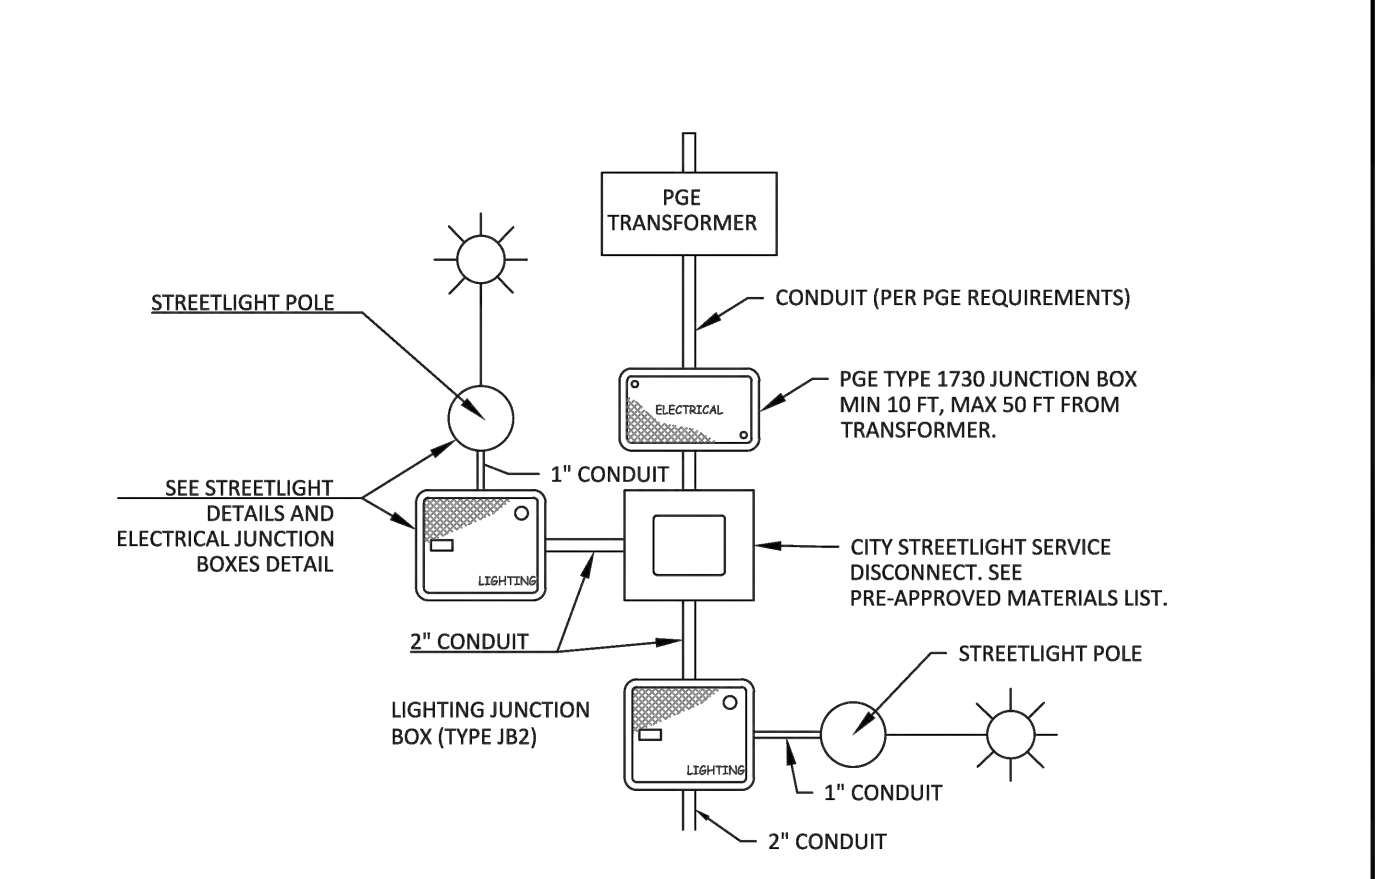 PGE
TRANSFORMER
STREETLIGHT POLE
CONDUIT (PER PGE REQUIREMENTS)
PGE TYPE 1730 JUNCTION BOX
MIN 10 FT, MAX 50 FT FROM
TRANSFORMER.
ELECTRICAL
1" CONDUIT
SEE STREETLIGHT
DETAILS AND
ELECTRICAL JUNCTION
BOXES DETAIL
LIGHTING
CITY STREETLIGHT SERVICE
DISCONNECT. SEE
PRE-APPROVED MATERIALS LIST.
2" CONDUIT
STREETLIGHT POLE
LIGHTING JUNCTION
BOX (TYPE JB2)
LIGHTING
1" CONDUIT
2" CONDUIT